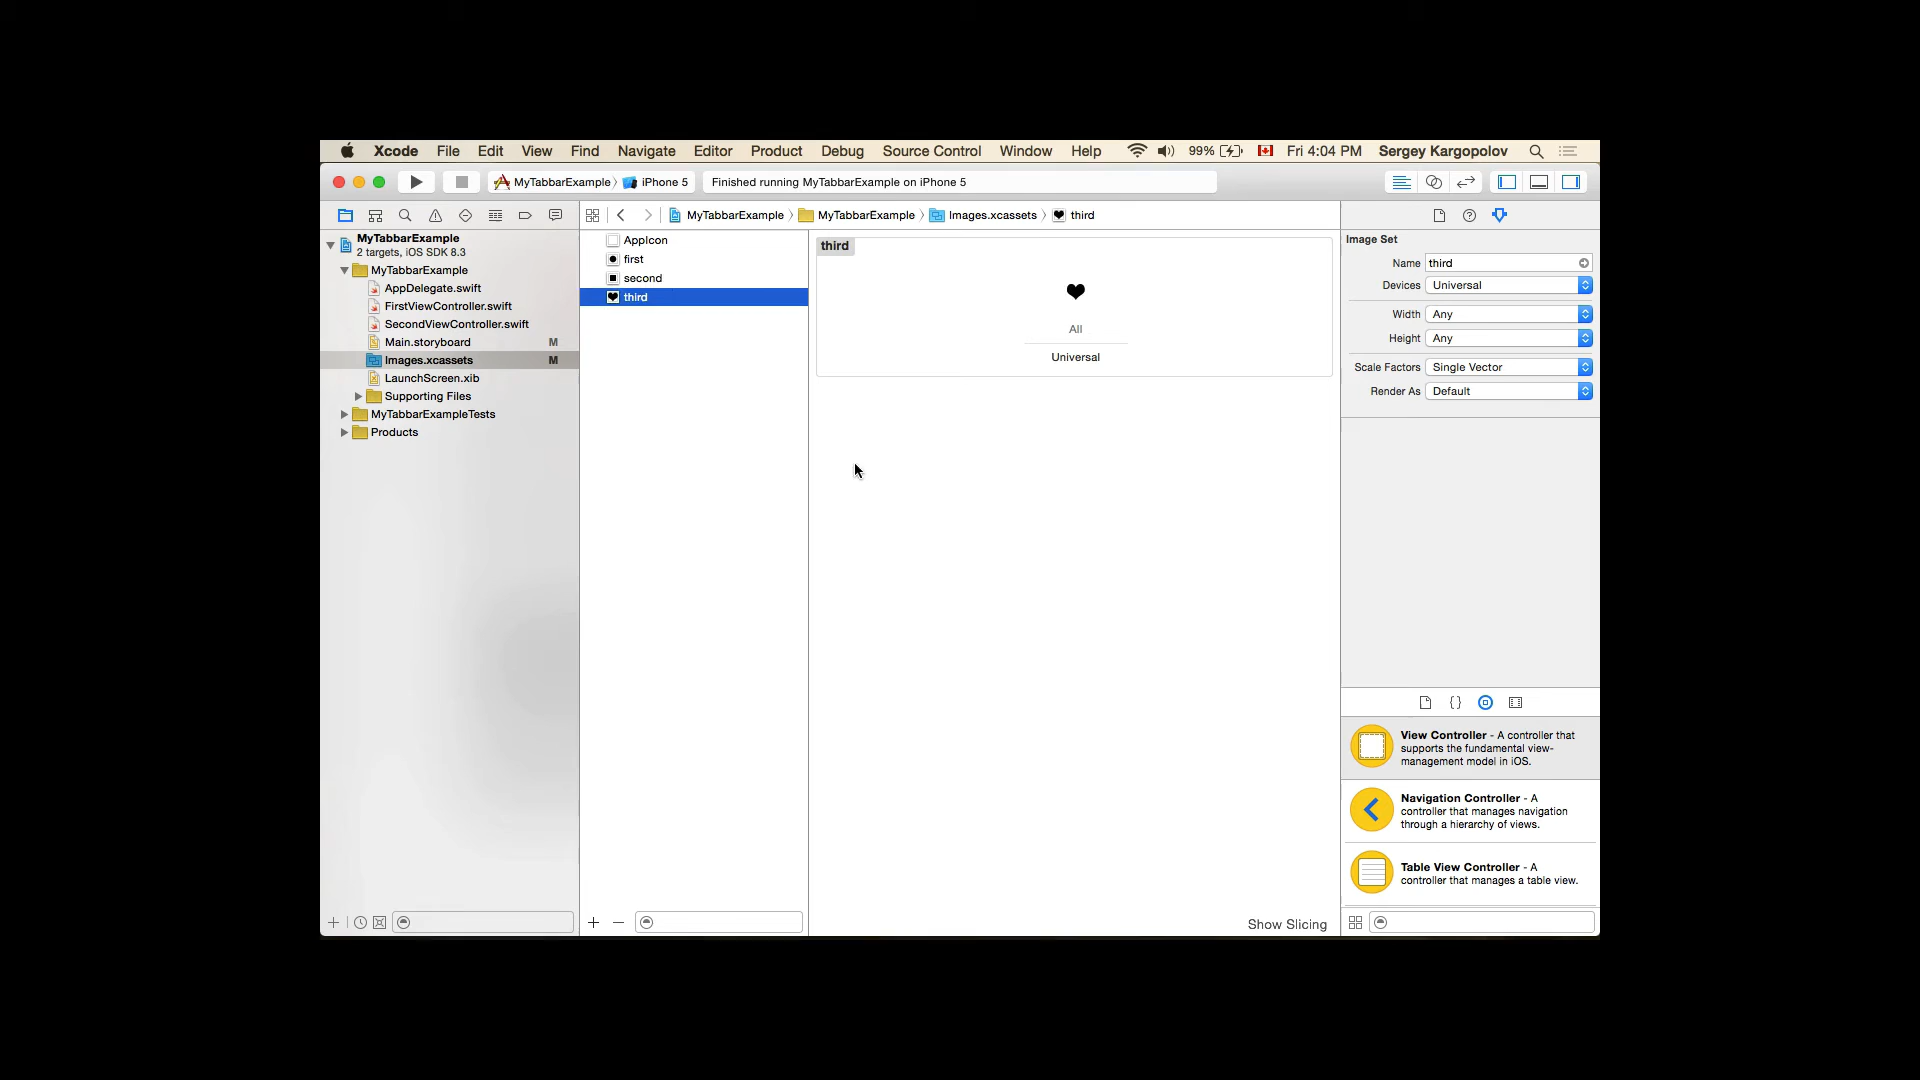 Xcode File Edit View Find Navigate Editor Product Debug Source Control Window Help 99% Fri 4:04 PM Sergey Kargopolov
MyTabbarExample iPhone 5 Finished running MyTabbarExample on iPhone 5
MyTabbarExample MyTabbarExample Images.xcassets third
MyTabbarExample
2 targets, iOS SDK 8.3
MyTabbarExample
AppDelegate.swift
FirstViewController.swift
SecondViewController.swift
Main.storyboard M
Images.xcassets M
LaunchScreen.xib
Supporting Files
MyTabbarExampleTests
Products
AppIcon
first
second
third
third
All
Universal
Show Slicing
Image Set
Name third
Devices Universal
Width Any
Height Any
Scale Factors Single Vector
Render As Default
View Controller - A controller that
supports the fundamental view-
management model in iOS.
Navigation Controller - A
controller that manages navigation
through a hierarchy of views.
Table View Controller - A
controller that manages a table view.